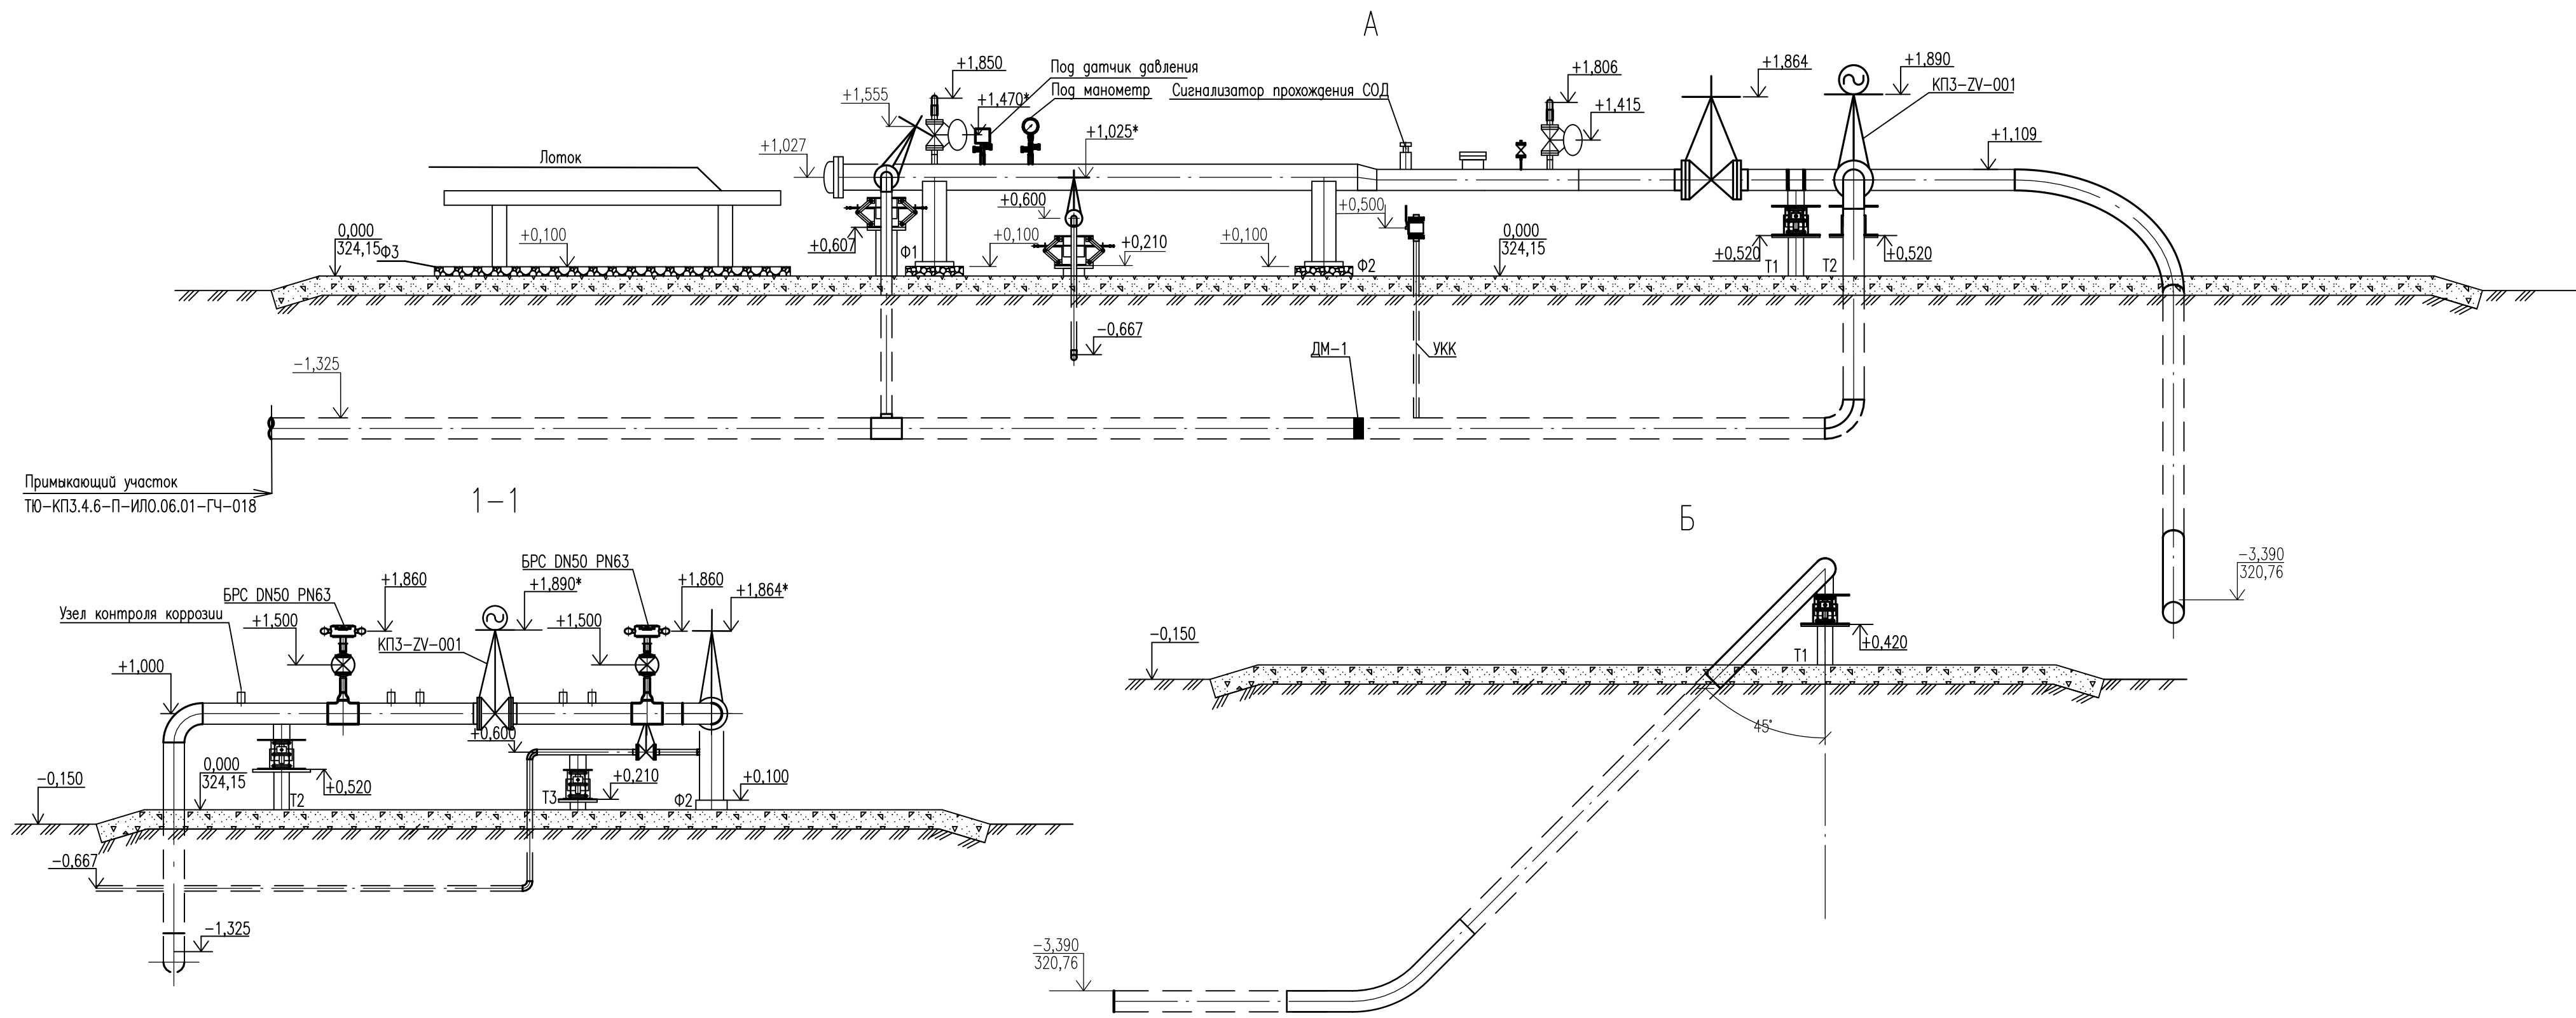 А
+1,850
Под датчик давления
+1,555
+1,470*
Под манометр
Сигнализатор прохождения СОД
+1,806
+1,415
+1,864
+1,890
КП3-ZV-001
+1,027
+1,025*
+1,109
Лоток
0,000
324,15
Ф3
+0,100
+0,607
Ф1
+0,100
+0,600
+0,210
+0,100
+0,500
Ф2
0,000
324,15
+0,520
Т1
Т2
+0,520
-0,667
ДМ-1
УКК
-1,325
Примыкающий участок
ТЮ-КП3.4.6-П-ИЛО.06.01-ГЧ-018
-3,390
320,76
1-1
БРС DN50 PN63
+1,860
БРС DN50 PN63
+1,890*
+1,860
+1,864*
Узел контроля коррозии
+1,500
КП3-ZV-001
+1,500
+1,000
+0,600
-0,150
0,000
324,15
+0,520
Т2
Т3
+0,210
Ф2
+0,100
-0,667
-1,325
Б
-0,150
+0,420
Т1
45°
-3,390
320,76